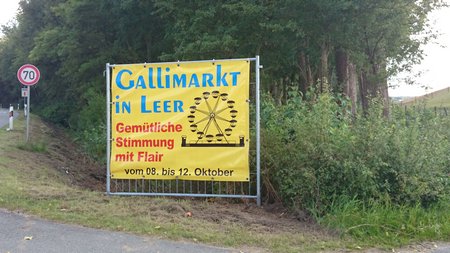 70
GALLIMARKT
IN LEER
Gemütliche
Stimmung
mit Flair
vom 08. bis 12. Oktober